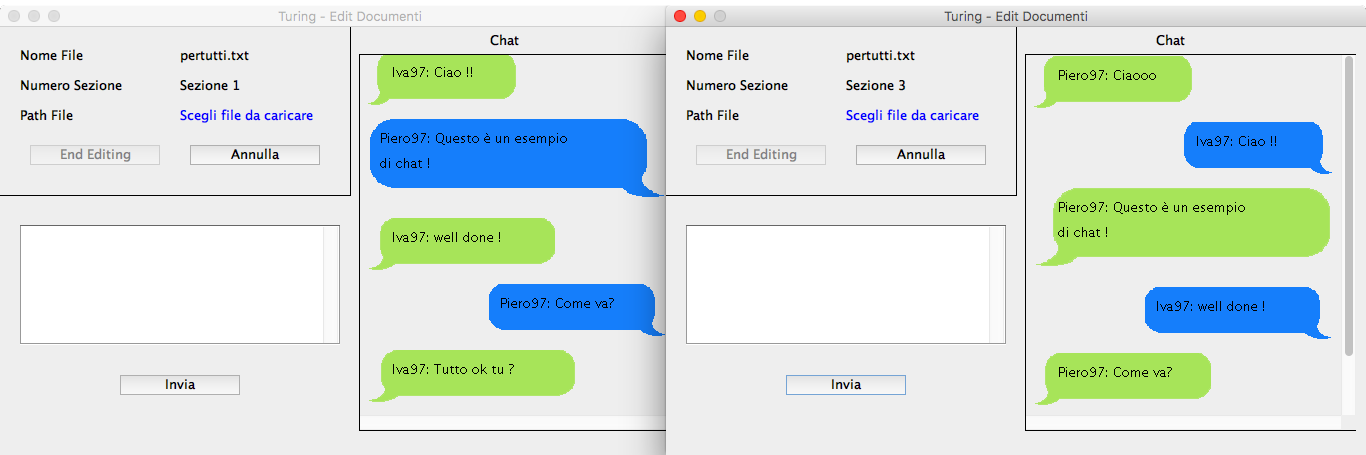 Turing - Edit Documenti
Nome File pertutti.txt
Numero Sezione Sezione 1
Path File Scegli file da caricare
End Editing Annulla
Invia
Chat
Iva97: Ciao !!
Piero97: Questo è un esempio
di chat !
Iva97: well done !
Piero97: Come va?
Iva97: Tutto ok tu ?
Turing - Edit Documenti
Nome File pertutti.txt
Numero Sezione Sezione 3
Path File Scegli file da caricare
End Editing Annulla
Invia
Chat
Piero97: Ciaooo
Iva97: Ciao !!
Piero97: Questo è un esempio
di chat !
Iva97: well done !
Piero97: Come va?